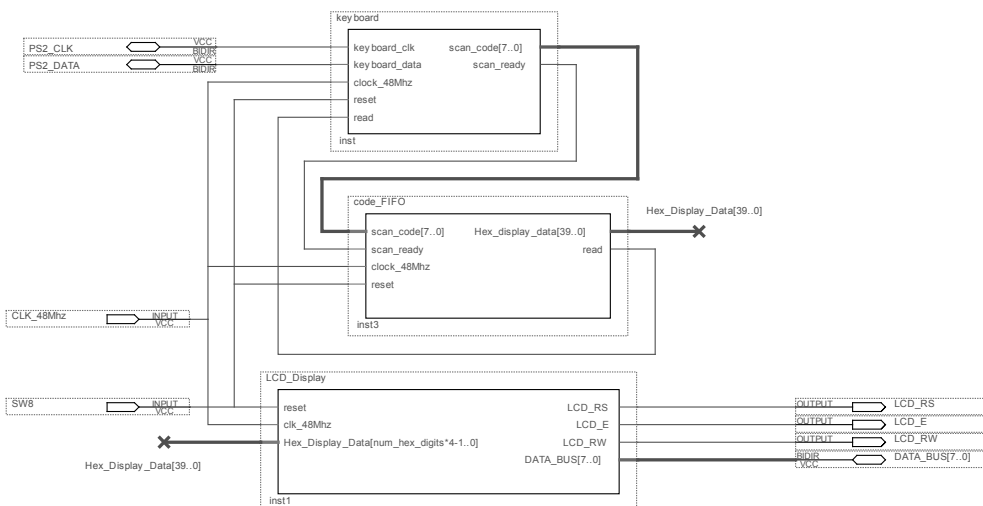 keyboard
PS2_CLK
VCC
BIDIR
PS2_DATA
VCC
BIDIR
keyboard_clk
scan_code[7..0]
keyboard_data
scan_ready
clock_48Mhz
reset
read
inst
code_FIFO
Hex_Display_Data[39..0]
scan_code[7..0]
Hex_display_data[39..0]
scan_ready
read
clock_48Mhz
reset
inst3
CLK_48Mhz
INPUT
VCC
LCD_Display
SW8
INPUT
VCC
reset
LCD_RS
OUTPUT
LCD_RS
clk_48Mhz
LCD_E
OUTPUT
LCD_E
Hex_Display_Data[num_hex_digits*4-1..0]
LCD_RW
OUTPUT
LCD_RW
DATA_BUS[7..0]
BIDIR
VCC
DATA_BUS[7..0]
Hex_Display_Data[39..0]
inst1